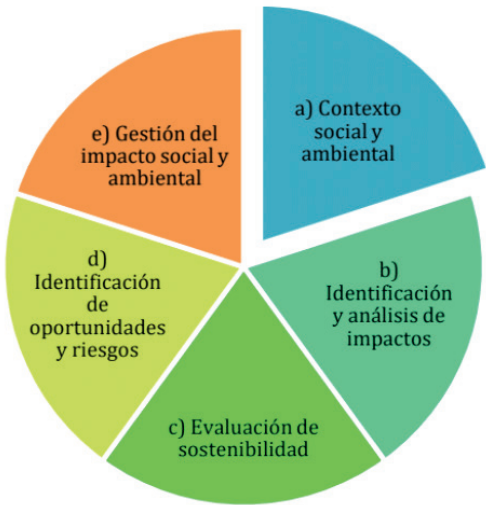 a) Contexto
social y
ambiental
b)
Identificación
y análisis de
impactos
c) Evaluación de
sostenibilidad
d)
Identificación
de
oportunidades
y riesgos
e) Gestión del
impacto social y
ambiental